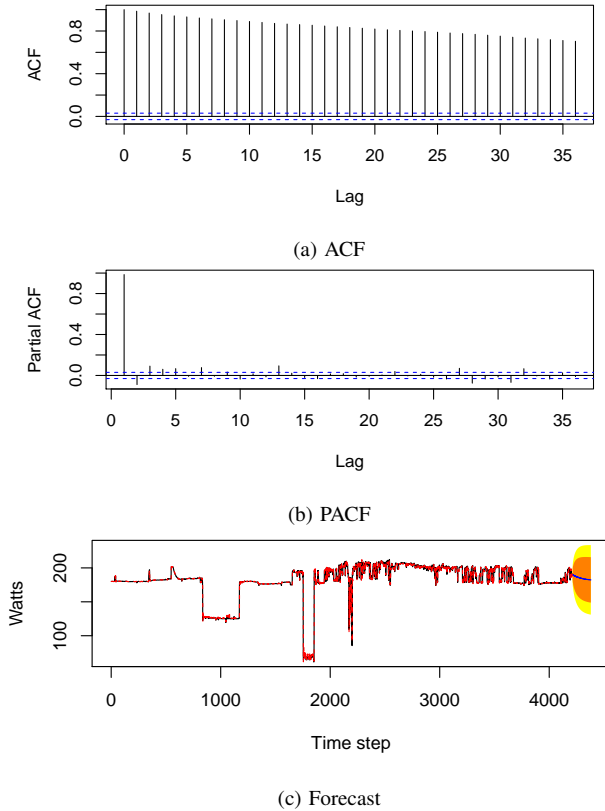 ACF
0.0 0.4 0.8
0 5 10 15 20 25 30 35
Lag
(a) ACF
Partial ACF
0.0 0.4 0.8
0 5 10 15 20 25 30 35
Lag
(b) PACF
Watts
100 200
0 1000 2000 3000 4000
Time step
(c) Forecast